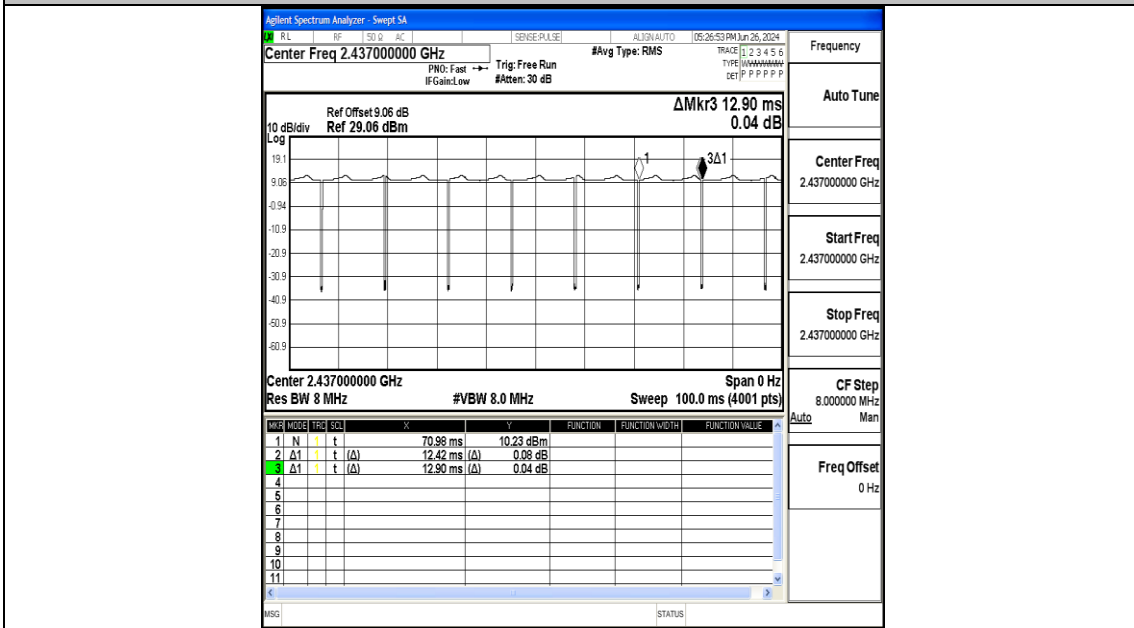 Agilent Spectrum Analyzer - Swept SA
RL RF 50 Ω AC SENSE:PULSE ALIGN AUTO 05:26:53 PM Jun 26, 2024
Center Freq 2.437000000 GHz #Avg Type: RMS TRACE 1 2 3 4 5 6
PNO: Fast Trig: Free Run TYPE
IFGain:Low #Atten: 30 dB DET P P P P P P
Frequency
Auto Tune
Ref Offset 9.06 dB ΔMkr3 12.90 ms
10 dB/div Ref 29.06 dBm 0.04 dB
Log
19.1
9.06
-0.94
-10.9
-20.9
-30.9
-40.9
-50.9
-60.9
1
3Δ1
Center 2.437000000 GHz Span 0 Hz
Res BW 8 MHz #VBW 8.0 MHz Sweep 100.0 ms (4001 pts)
Center Freq
2.437000000 GHz
Start Freq
2.437000000 GHz
Stop Freq
2.437000000 GHz
CF Step
8.000000 MHz
Auto Man
Freq Offset
0 Hz
MKR MODE TRC SCL X Y FUNCTION FUNCTION WIDTH FUNCTION VALUE
1 N 1 t 70.98 ms 10.23 dBm
2 Δ1 1 t (Δ) 12.42 ms (Δ) 0.08 dB
3 Δ1 1 t (Δ) 12.90 ms (Δ) 0.04 dB
4
5
6
7
8
9
10
11
MSG STATUS